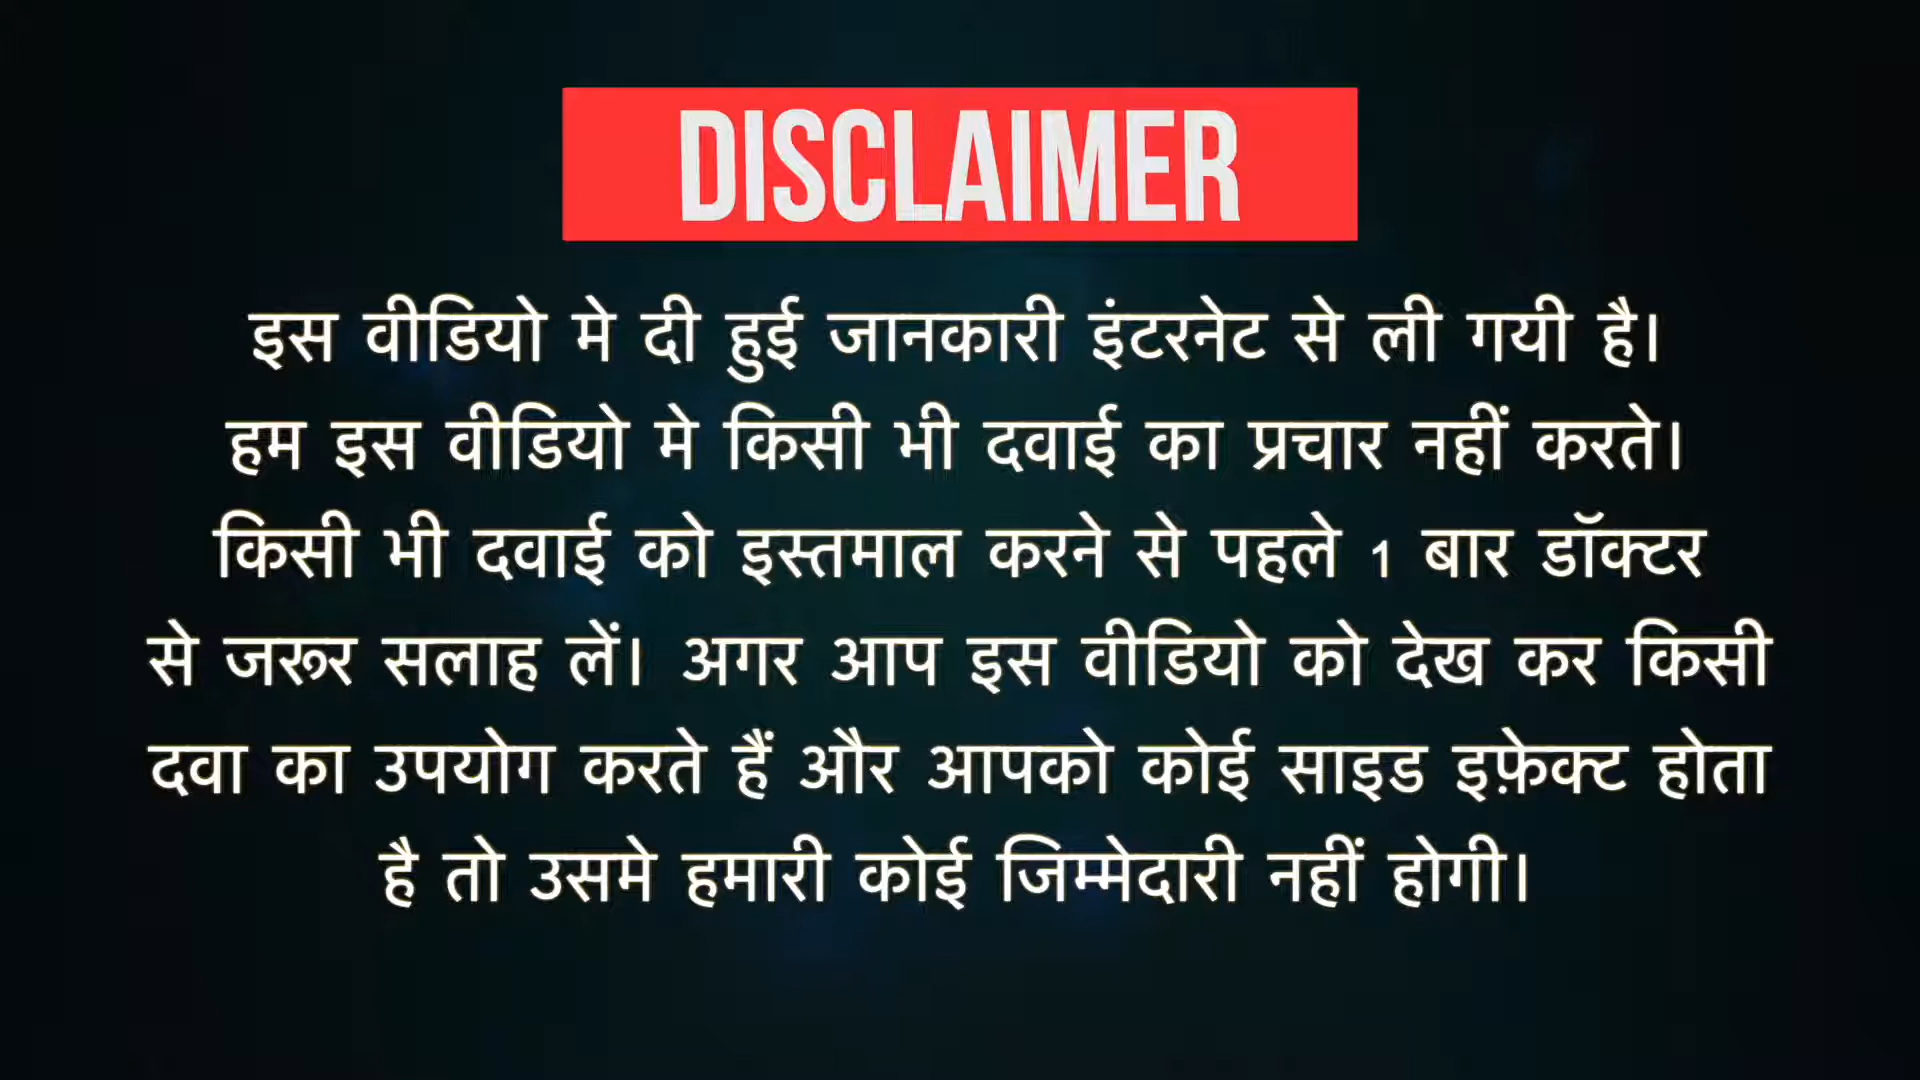 DISCLAIMER
इस वीडियो मे दी हुई जानकारी इंटरनेट से ली गयी है।
हम इस वीडियो मे किसी भी दवाई का प्रचार नहीं करते।
किसी भी दवाई को इस्तमाल करने से पहले 1 बार डॉक्टर
से जरूर सलाह लें। अगर आप इस वीडियो को देख कर किसी
दवा का उपयोग करते हैं और आपको कोई साइड इफ़ेक्ट होता
है तो उसमे हमारी कोई जिम्मेदारी नहीं होगी।